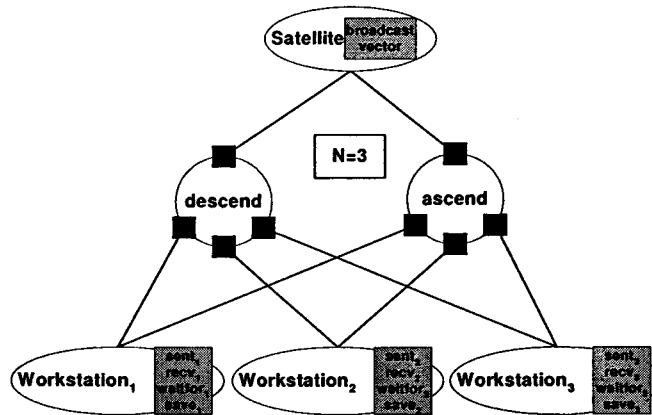 Satellite
broadcast
vector
N=3
descend
ascend
Workstation₁
sent₁
recv₁
waitfor₁
save₁
Workstation₂
sent₂
recv₂
waitfor₂
save₂
Workstation₃
sent₃
recv₃
waitfor₃
save₃